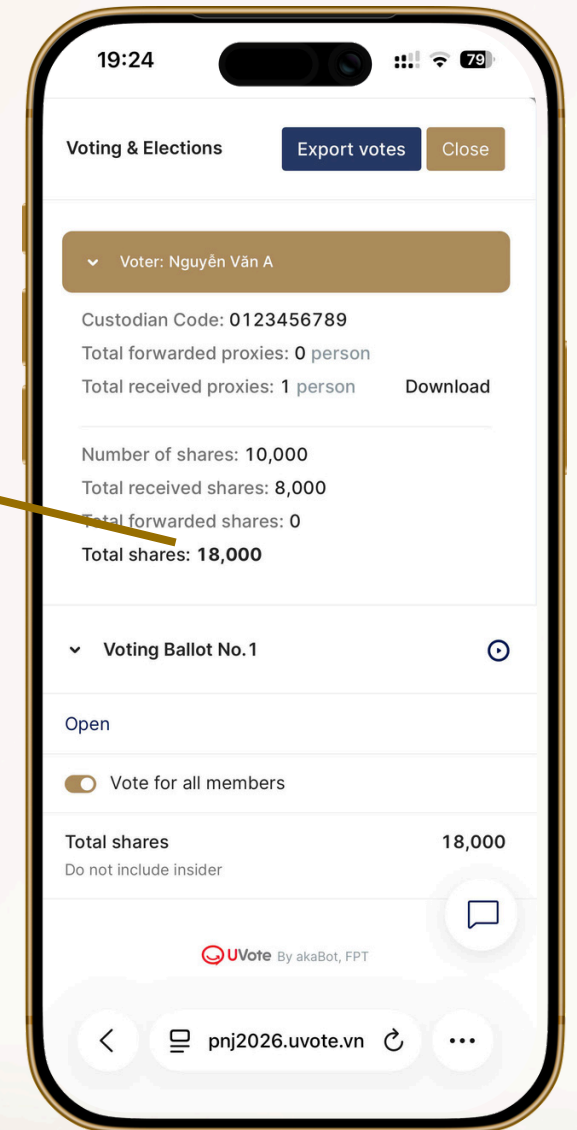 19:24
79
Voting & Elections
Export votes
Close
Voter: Nguyễn Văn A
Custodian Code: 0123456789
Total forwarded proxies: 0 person
Total received proxies: 1 person Download
Number of shares: 10,000
Total received shares: 8,000
Total forwarded shares: 0
Total shares: 18,000
Voting Ballot No.1
Open
Vote for all members
Total shares 18,000
Do not include insider
UVote By akaBot, FPT
pnj2026.uvote.vn